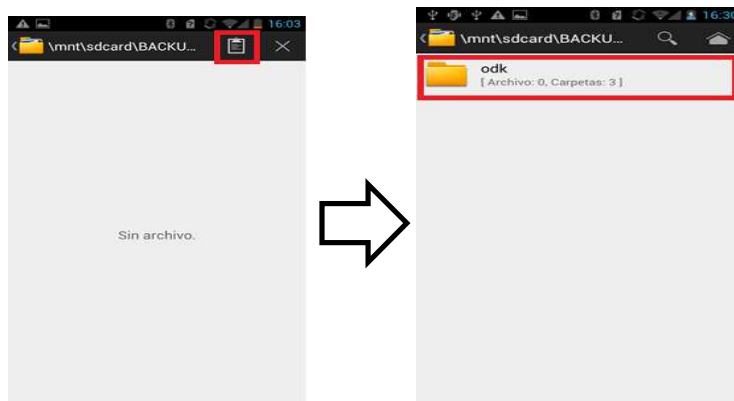 16:03
\mnt\sdcard\BACKU...
Sin archivo.
16:30
\mnt\sdcard\BACKU...
odk
[ Archivo: 0, Carpetas: 3 ]